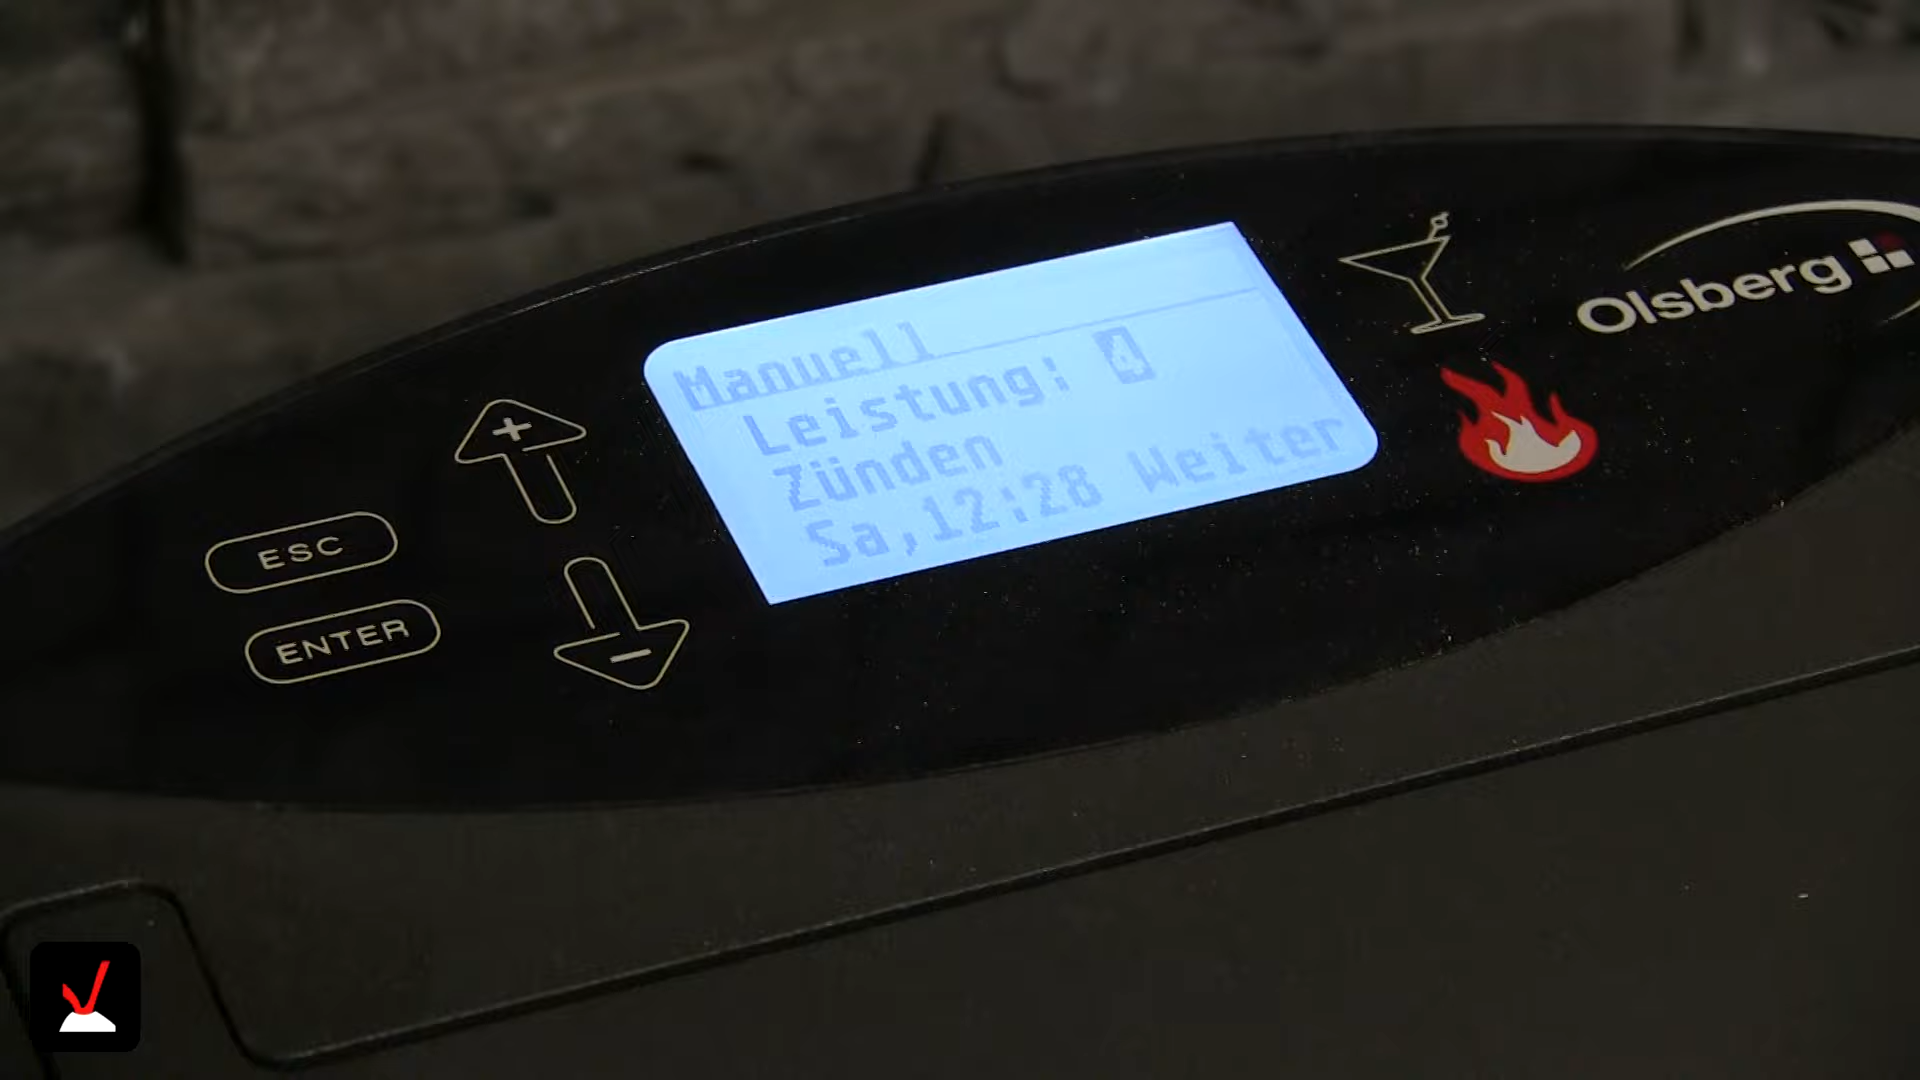 Manuell
Leistung: 4
Zünden
Sa,12:28 Weiter
ESC
ENTER
+
-
Olsberg